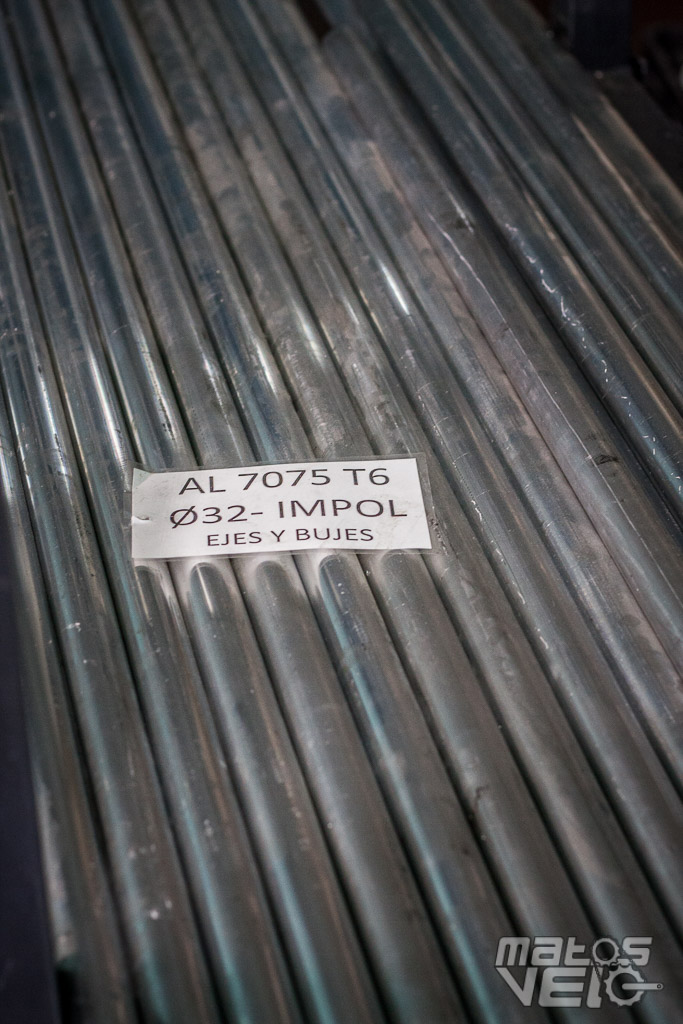 AL 7075 T6
Ø32- IMPOL
EJES Y BUJES
matos
VELO